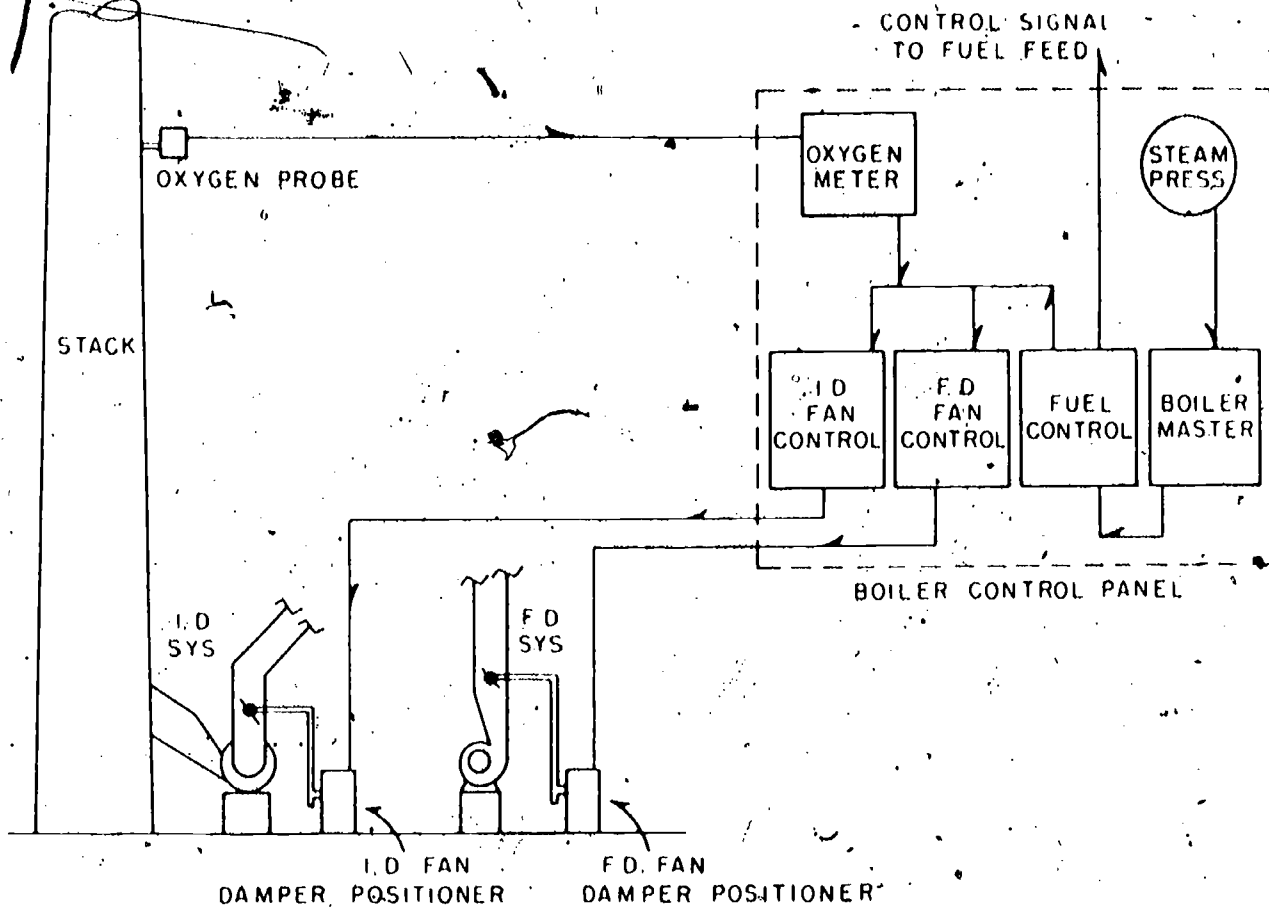 CONTROL SIGNAL
TO FUEL FEED
OXYGEN
METER
STEAM
PRESS
OXYGEN PROBE
STACK
I D
FAN
CONTROL
F. D
FAN
CONTROL
FUEL
CONTROL
BOILER
MASTER
BOILER CONTROL PANEL
I. D
SYS
F D
SYS
I. D FAN
DAMPER POSITIONER
F D. FAN
DAMPER POSITIONER